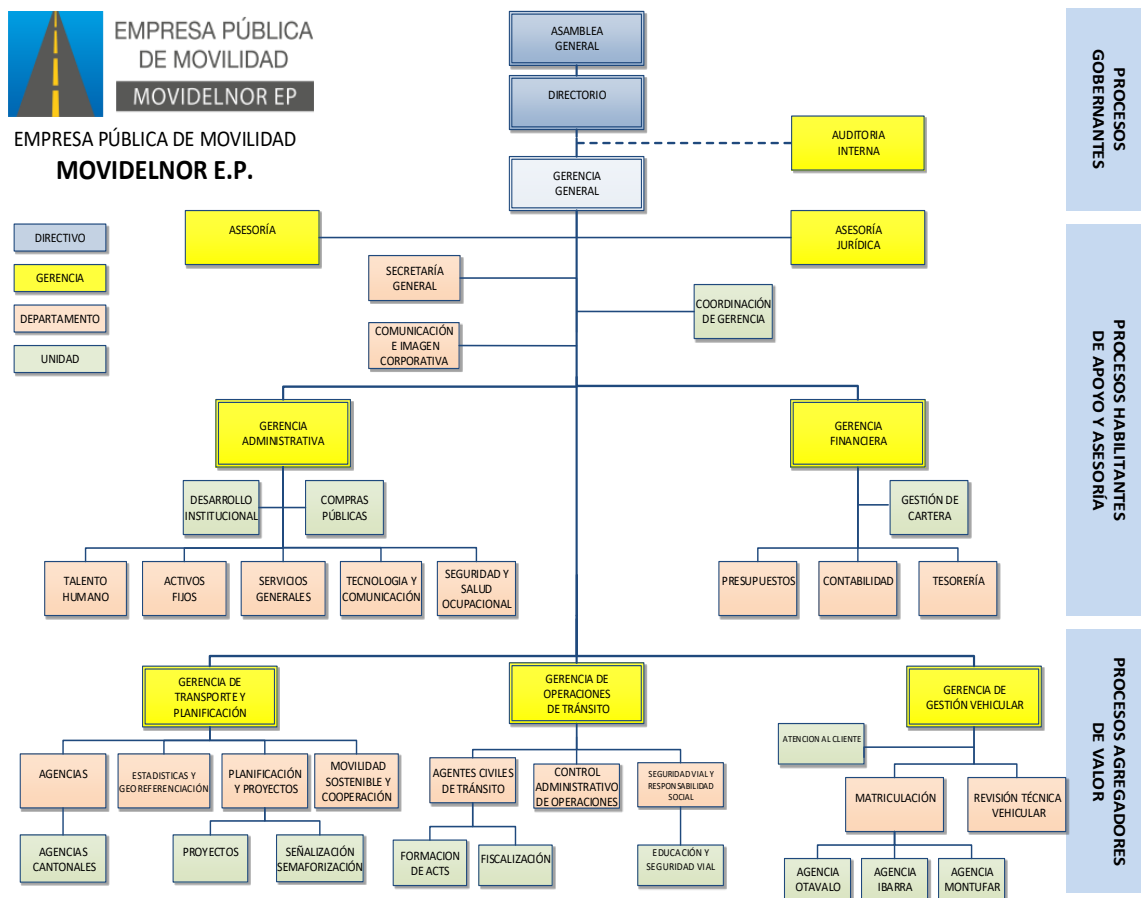 EMPRESA PÚBLICA
DE MOVILIDAD
MOVIDELNOR EP
EMPRESA PÚBLICA DE MOVILIDAD
MOVIDELNOR E.P.
ASAMBLEA
GENERAL
DIRECTORIO
AUDITORIA
INTERNA
GERENCIA
GENERAL
PROCESOS
GOBERNANTES
DIRECTIVO
GERENCIA
DEPARTAMENTO
UNIDAD
ASESORÍA
ASESORÍA
JURÍDICA
SECRETARÍA
GENERAL
COORDINACIÓN
DE GERENCIA
COMUNICACIÓN
E IMAGEN
CORPORATIVA
PROCESOS HABILITANTES
DE APOYO Y ASESORÍA
GERENCIA
ADMINISTRATIVA
GERENCIA
FINANCIERA
DESARROLLO
INSTITUCIONAL
COMPRAS
PÚBLICAS
GESTIÓN DE
CARTERA
TALENTO
HUMANO
ACTIVOS
FIJOS
SERVICIOS
GENERALES
TECNOLOGIA Y
COMUNICACIÓN
SEGURIDAD Y
SALUD
OCUPACIONAL
PRESUPUESTOS
CONTABILIDAD
TESORERÍA
PROCESOS AGREGADORES
DE VALOR
GERENCIA DE
TRANSPORTE Y
PLANIFICACIÓN
GERENCIA DE
OPERACIONES
DE TRÁNSITO
GERENCIA DE
GESTIÓN VEHICULAR
AGENCIAS
ESTADISTICAS Y
GEO REFERENCIACIÓN
PLANIFICACIÓN
Y PROYECTOS
MOVILIDAD
SOSTENIBLE Y
COOPERACIÓN
AGENTES CIVILES
DE TRÁNSITO
CONTROL
ADMINISTRATIVO
DE OPERACIONES
SEGURIDAD VIAL Y
RESPONSABILIDAD
SOCIAL
ATENCION AL CLIENTE
MATRICULACIÓN
REVISIÓN TÉCNICA
VEHICULAR
AGENCIAS
CANTONALES
PROYECTOS
SEÑALIZACIÓN
SEMAFORIZACIÓN
FORMACION
DE ACTS
FISCALIZACIÓN
EDUCACIÓN Y
SEGURIDAD VIAL
AGENCIA
OTAVALO
AGENCIA
IBARRA
AGENCIA
MONTUFAR